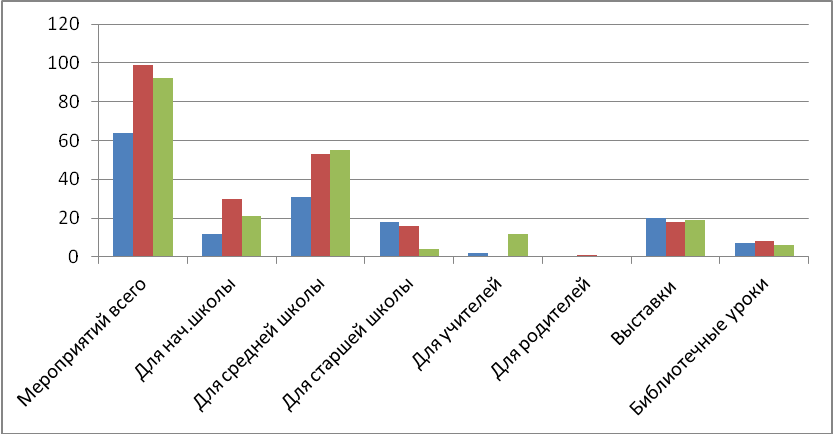 120
100
80
60
40
20
0
Мероприятий всего
Для нач.школы
Для средней школы
Для старшей школы
Для учителей
Для родителей
Выставки
Библиотечные уроки